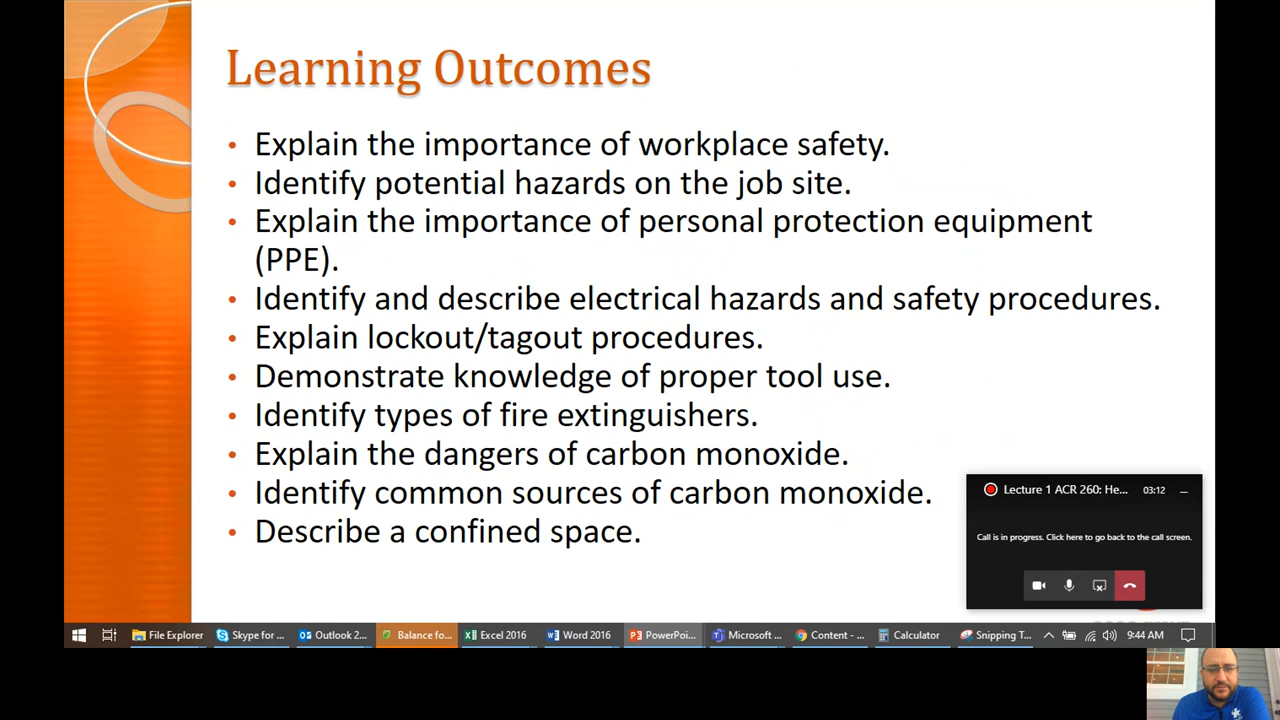 Learning Outcomes
• Explain the importance of workplace safety.
• Identify potential hazards on the job site.
• Explain the importance of personal protection equipment
(PPE).
• Identify and describe electrical hazards and safety procedures.
• Explain lockout/tagout procedures.
• Demonstrate knowledge of proper tool use.
• Identify types of fire extinguishers.
• Explain the dangers of carbon monoxide.
• Identify common sources of carbon monoxide.
• Describe a confined space.
Lecture 1 ACR 260: He... 03:12
Call is in progress. Click here to go back to the call screen.
File Explorer Skype for ... Outlook 2... Balance fo... Excel 2016 Word 2016 PowerPoi... Microsoft ... Content - ... Calculator Snipping T... 9:44 AM